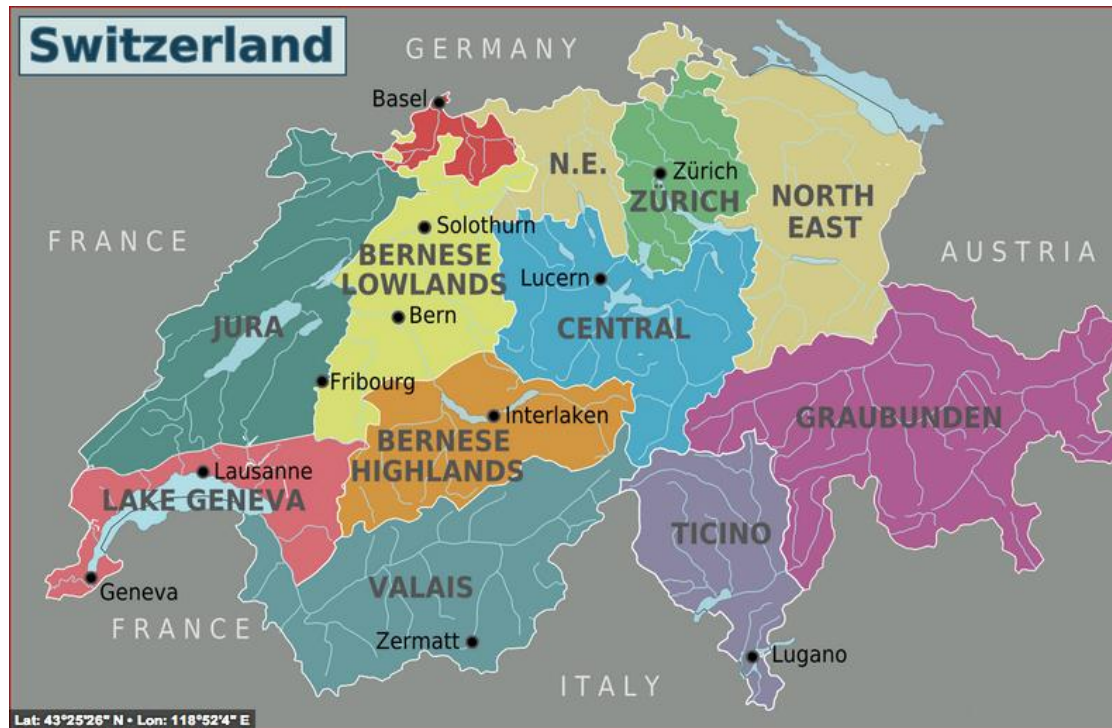 Switzerland
GERMANY
Basel
N.E.
Zürich
ZÜRICH
NORTH
EAST
FRANCE
Solothurn
BERNESE
LOWLANDS
AUSTRIA
Lucern
JURA
Bern
CENTRAL
Fribourg
Interlaken
GRAUBUNDEN
BERNESE
HIGHLANDS
Lausanne
LAKE GENEVA
TICINO
Geneva
VALAIS
FRANCE
Zermatt
Lugano
ITALY
Lat: 43°25'26" N • Lon: 118°52'4" E